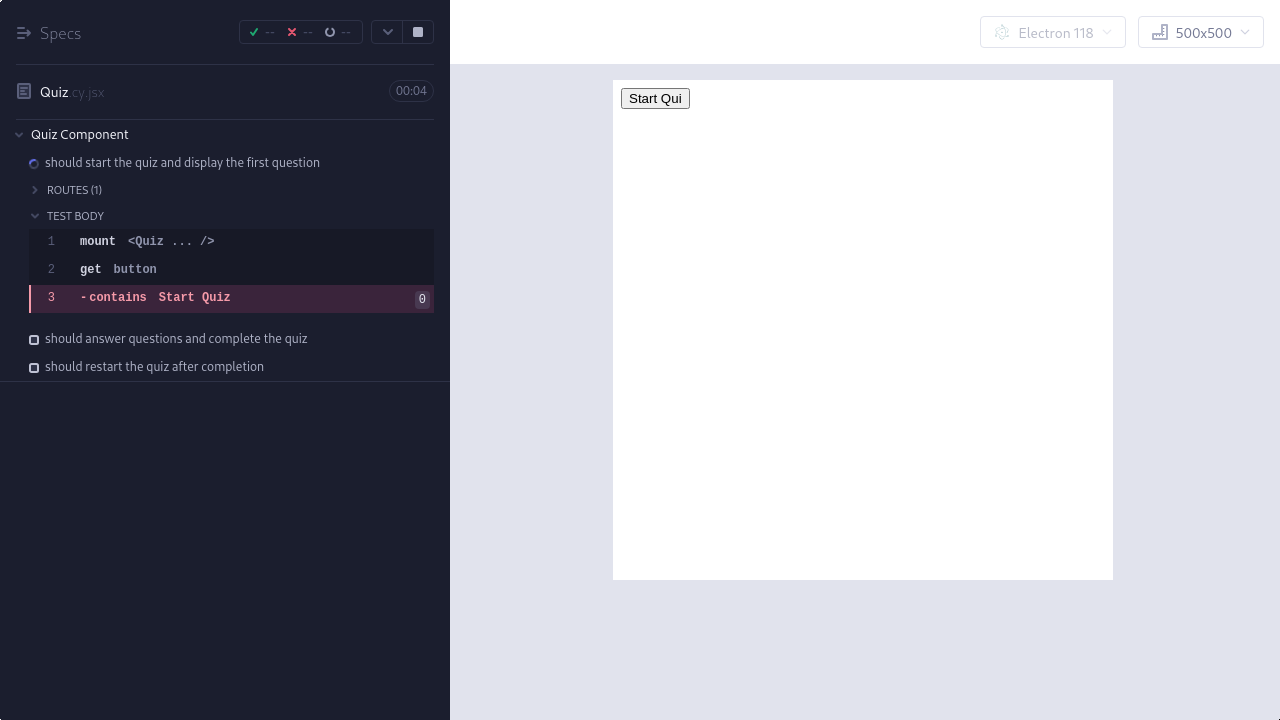 Specs
-- -- --
Electron 118
500x500
Quiz.cy.jsx
00:04
Quiz Component
should start the quiz and display the first question
ROUTES (1)
TEST BODY
1 mount <Quiz ... />
2 get button
3 -contains Start Quiz 0
should answer questions and complete the quiz
should restart the quiz after completion
Start Qui